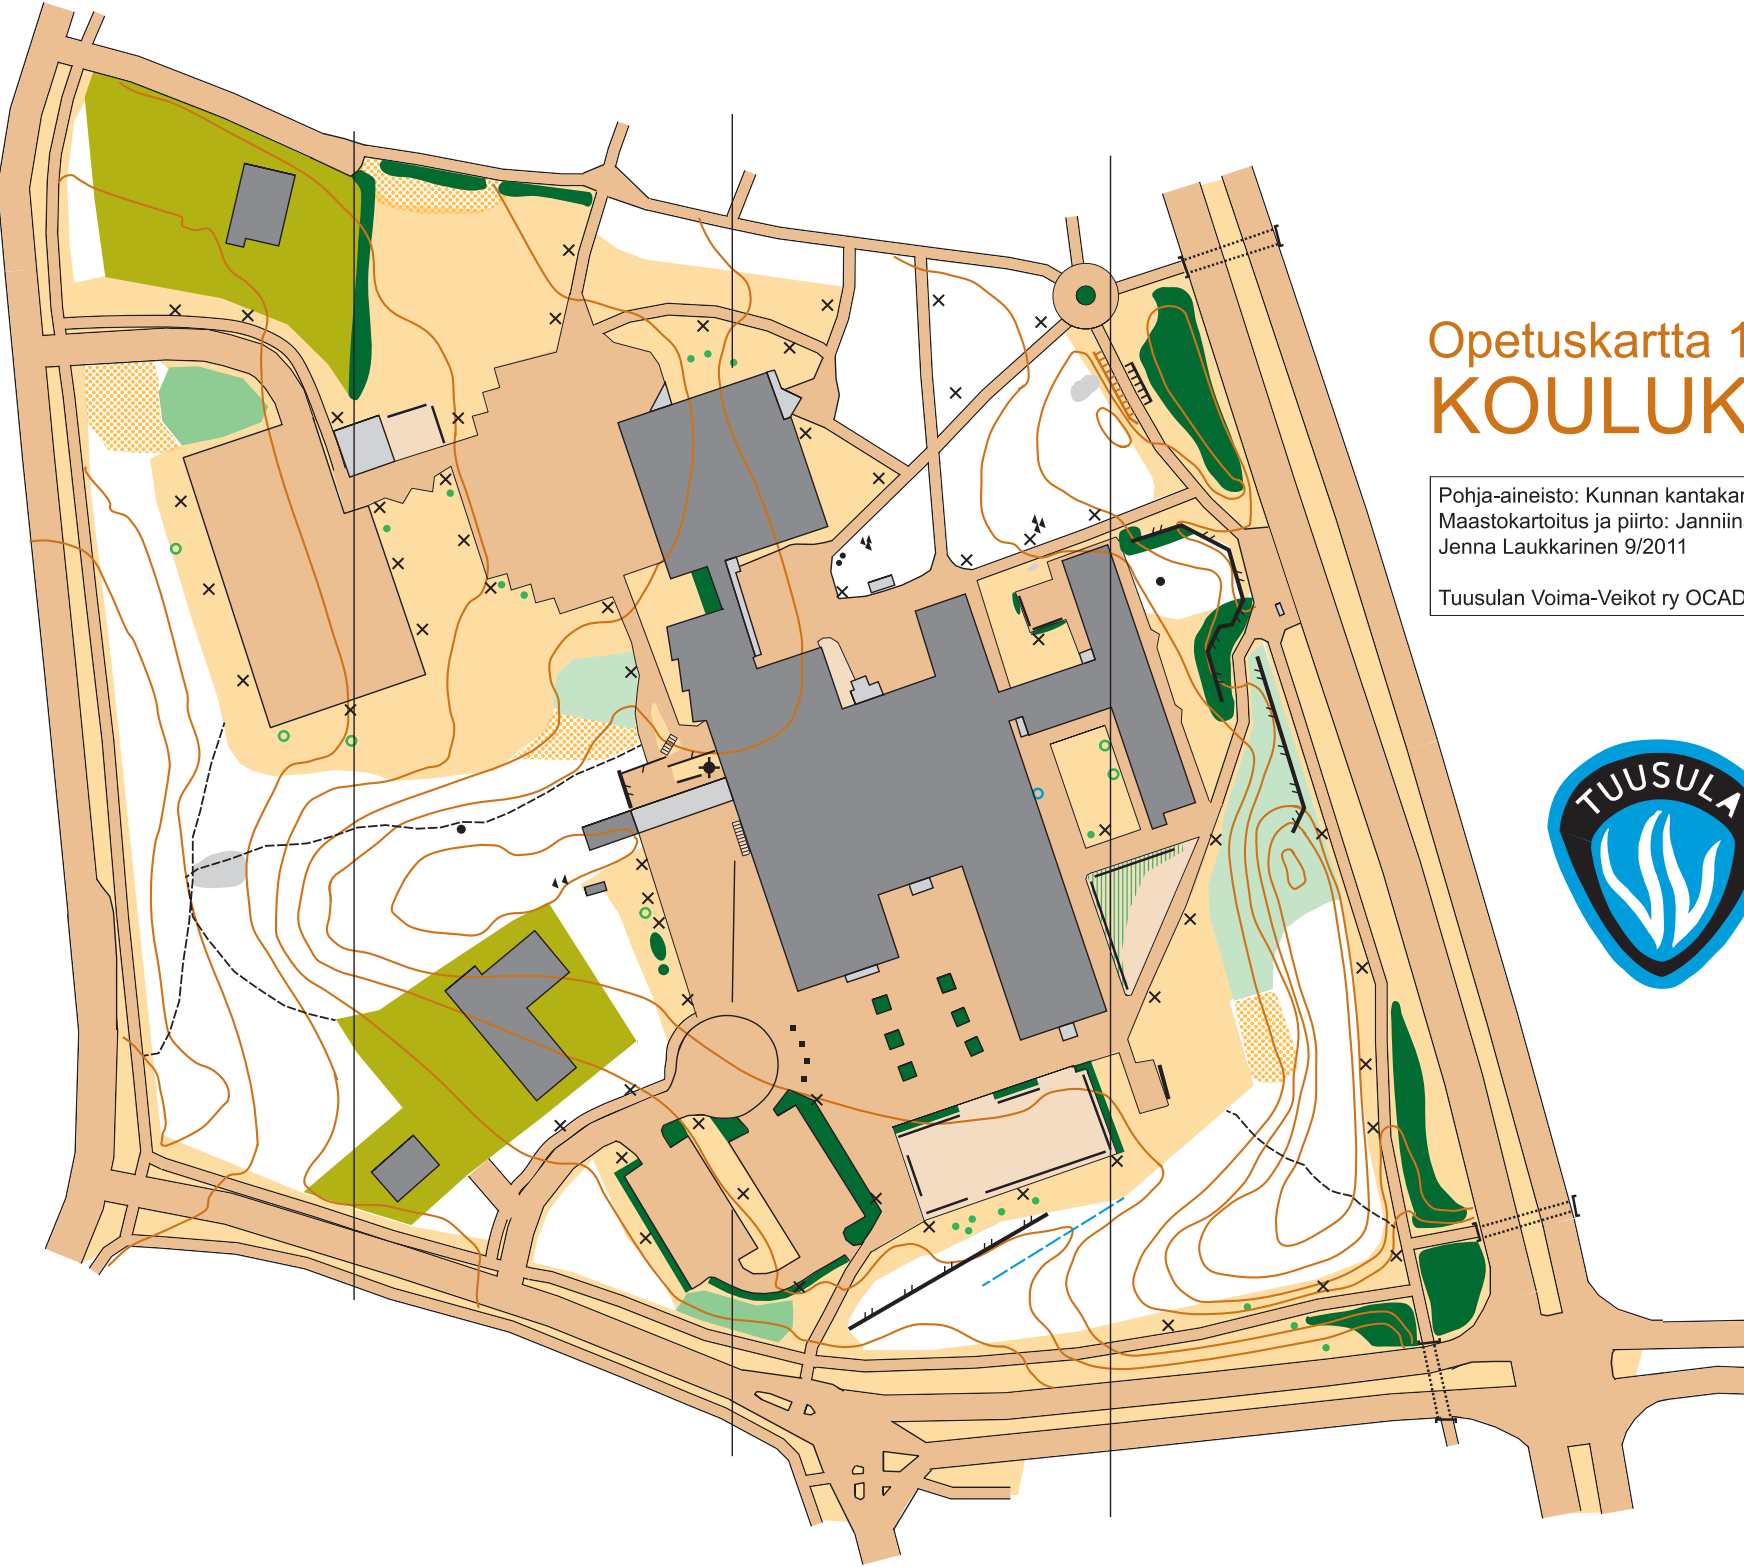 Opetuskartta 1
KOULUK
Pohja-aineisto: Kunnan kantakar
Maastokartoitus ja piirto: Janniin
Jenna Laukkarinen 9/2011
Tuusulan Voima-Veikot ry OCAD
TUUSULA